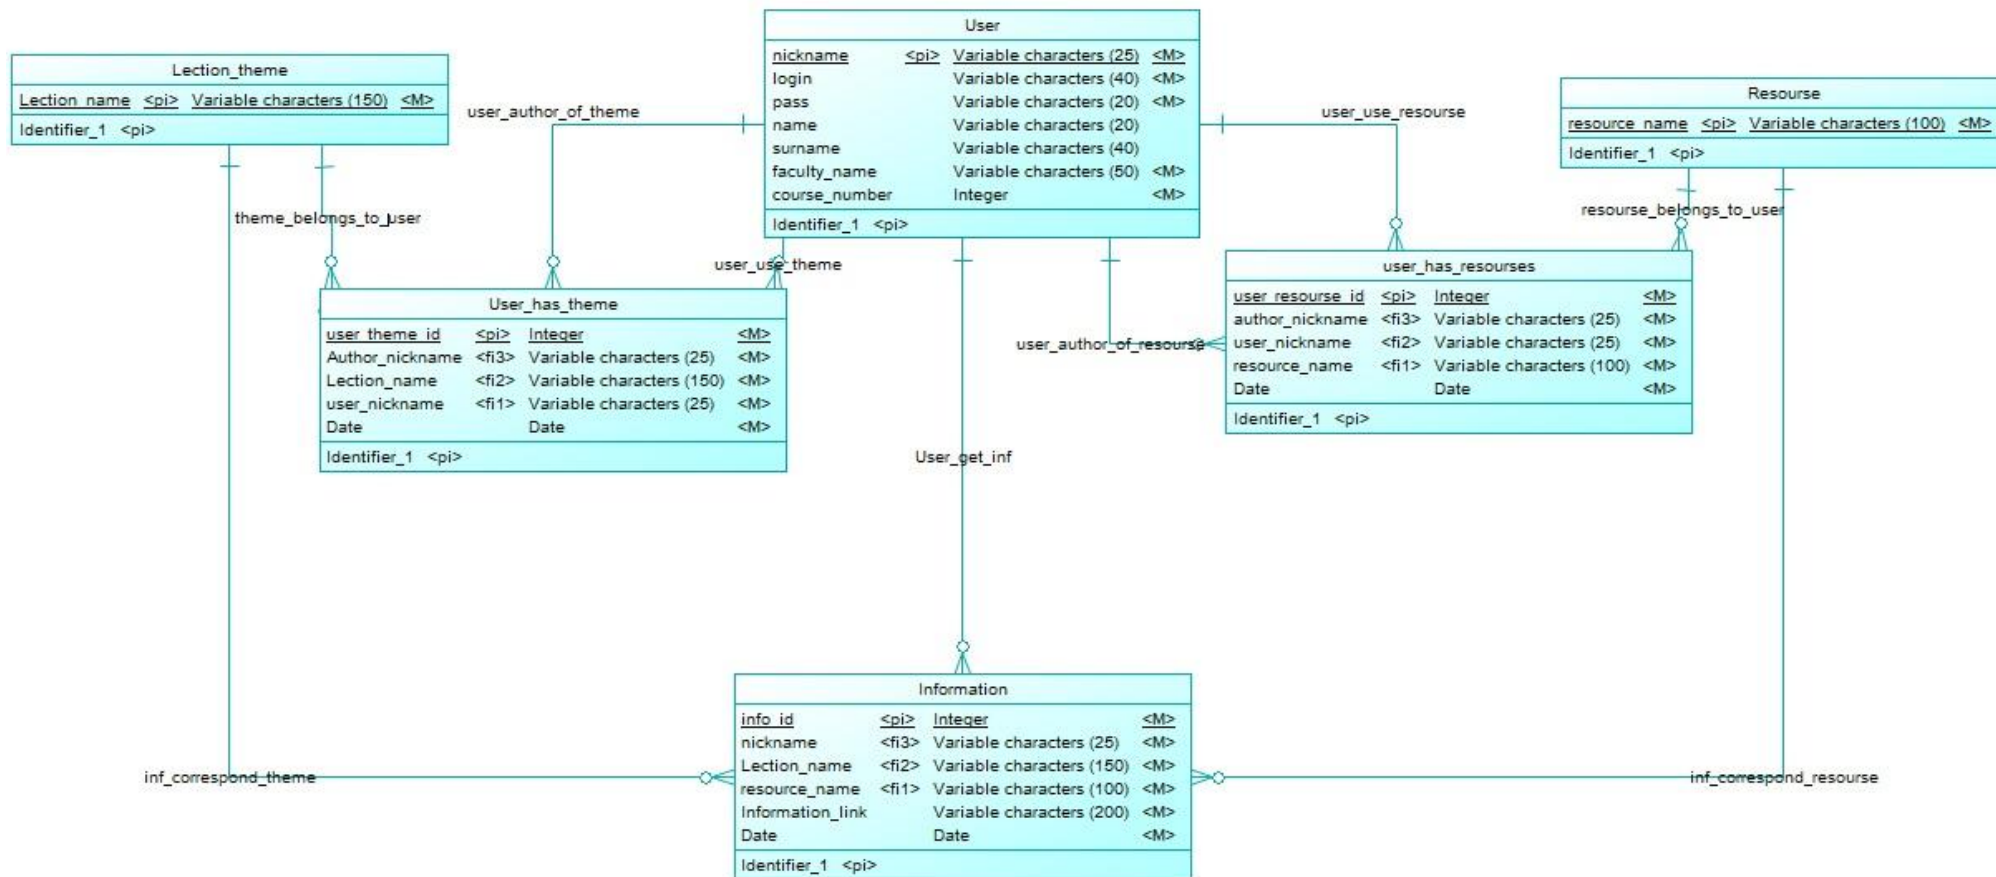 User
nickname <pi> Variable characters (25) <M>
login Variable characters (40) <M>
pass Variable characters (20) <M>
name Variable characters (20)
surname Variable characters (40)
faculty_name Variable characters (50) <M>
course_number Integer <M>
Identifier_1 <pi>
Lection_theme
Lection_name <pi> Variable characters (150) <M>
Identifier_1 <pi>
Resourse
resource_name <pi> Variable characters (100) <M>
Identifier_1 <pi>
user_author_of_theme
user_use_resourse
theme_belongs_to_user
resourse_belongs_to_user
user_use_theme
User_has_theme
user_theme_id <pi> Integer <M>
Author_nickname <fi3> Variable characters (25) <M>
Lection_name <fi2> Variable characters (150) <M>
user_nickname <fi1> Variable characters (25) <M>
Date Date <M>
Identifier_1 <pi>
user_has_resourses
user_resourse_id <pi> Integer <M>
author_nickname <fi3> Variable characters (25) <M>
user_nickname <fi2> Variable characters (25) <M>
resource_name <fi1> Variable characters (100) <M>
Date Date <M>
Identifier_1 <pi>
user_author_of_resourse
User_get_inf
Information
info_id <pi> Integer <M>
nickname <fi3> Variable characters (25) <M>
Lection_name <fi2> Variable characters (150) <M>
resource_name <fi1> Variable characters (100) <M>
Information_link Variable characters (200) <M>
Date Date <M>
Identifier_1 <pi>
inf_correspond_theme
inf_correspond_resourse